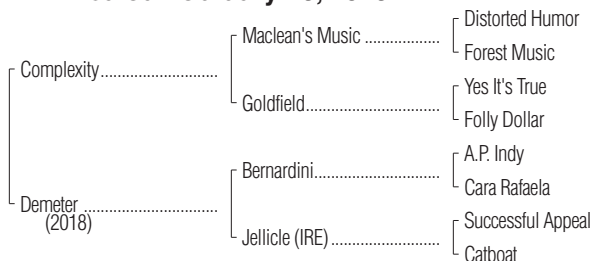 Maclean's Music
Distorted Humor
Forest Music
Complexity
Goldfield
Yes It's True
Folly Dollar
Demeter
(2018)
Bernardini
A.P. Indy
Cara Rafaela
Jellicle (IRE)
Successful Appeal
Catboat